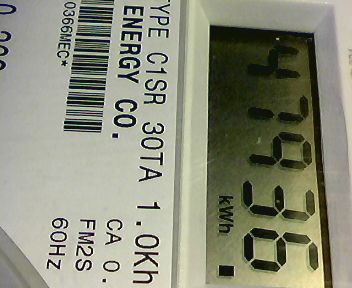 47936
kWh
TYPE C1SR 30TA 1.0Kh
ENERGY CO.
CA 0.
FM2S
60Hz
0366MEC*